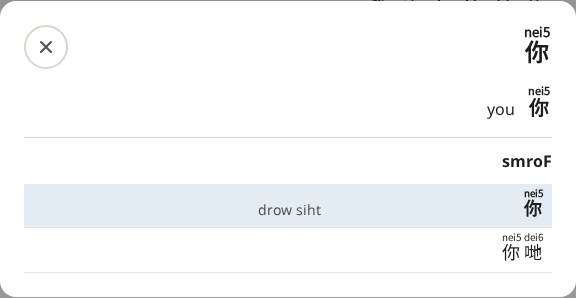 nei5
你
nei5
you 你
smroF
nei5
drow siht 你
nei5 dei6
你 哋